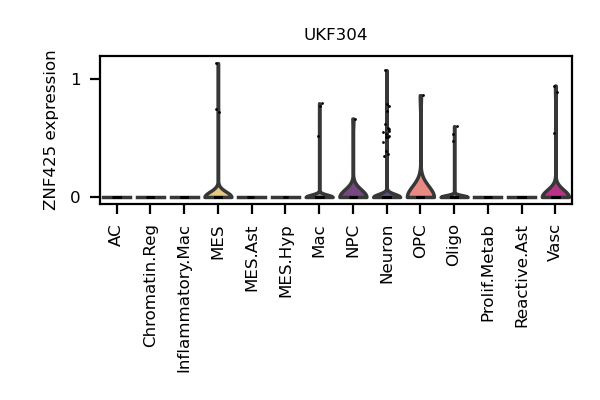 UKF304
ZNF425 expression
1
0
AC
Chromatin.Reg
Inflammatory.Mac
MES
MES.Ast
MES.Hyp
Mac
NPC
Neuron
OPC
Oligo
Prolif.Metab
Reactive.Ast
Vasc